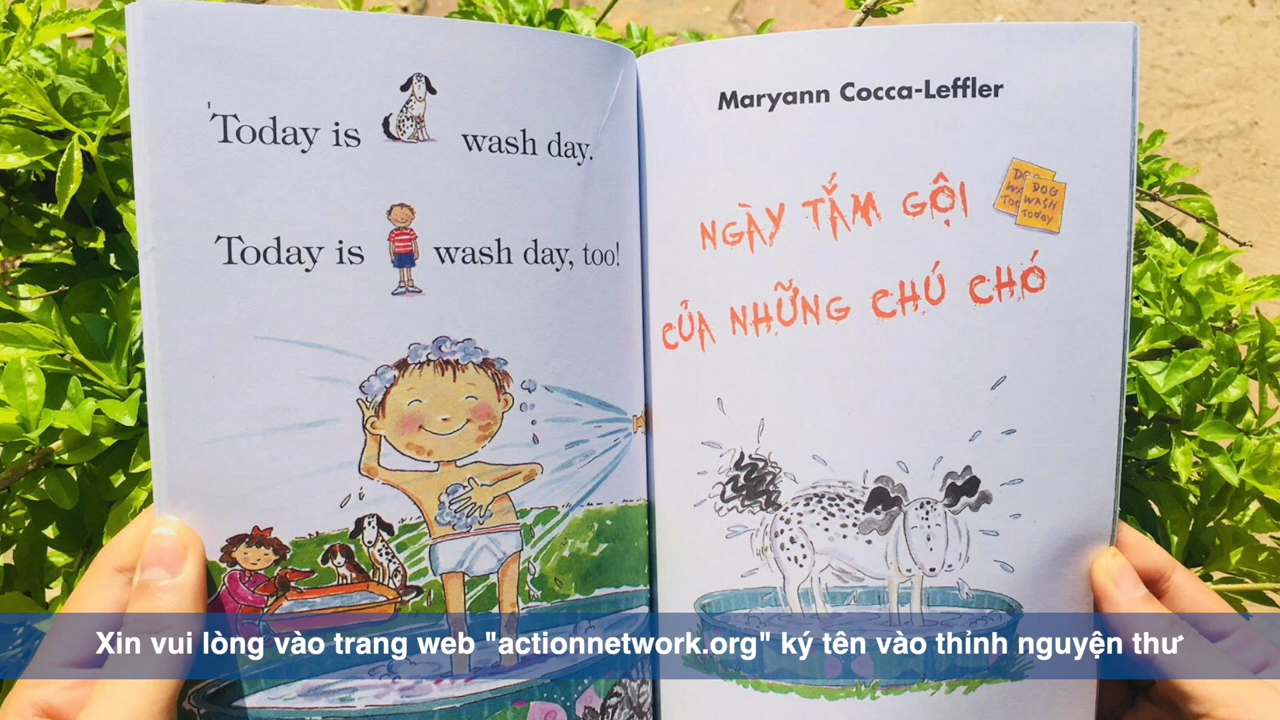 Today is wash day.
Today is wash day, too!
Maryann Cocca-Leffler
NGÀY TẮM GỘI
CỦA NHỮNG CHÚ CHÓ
DOG
WASH
Today
Xin vui lòng vào trang web "actionnetwork.org" ký tên vào thỉnh nguyện thư